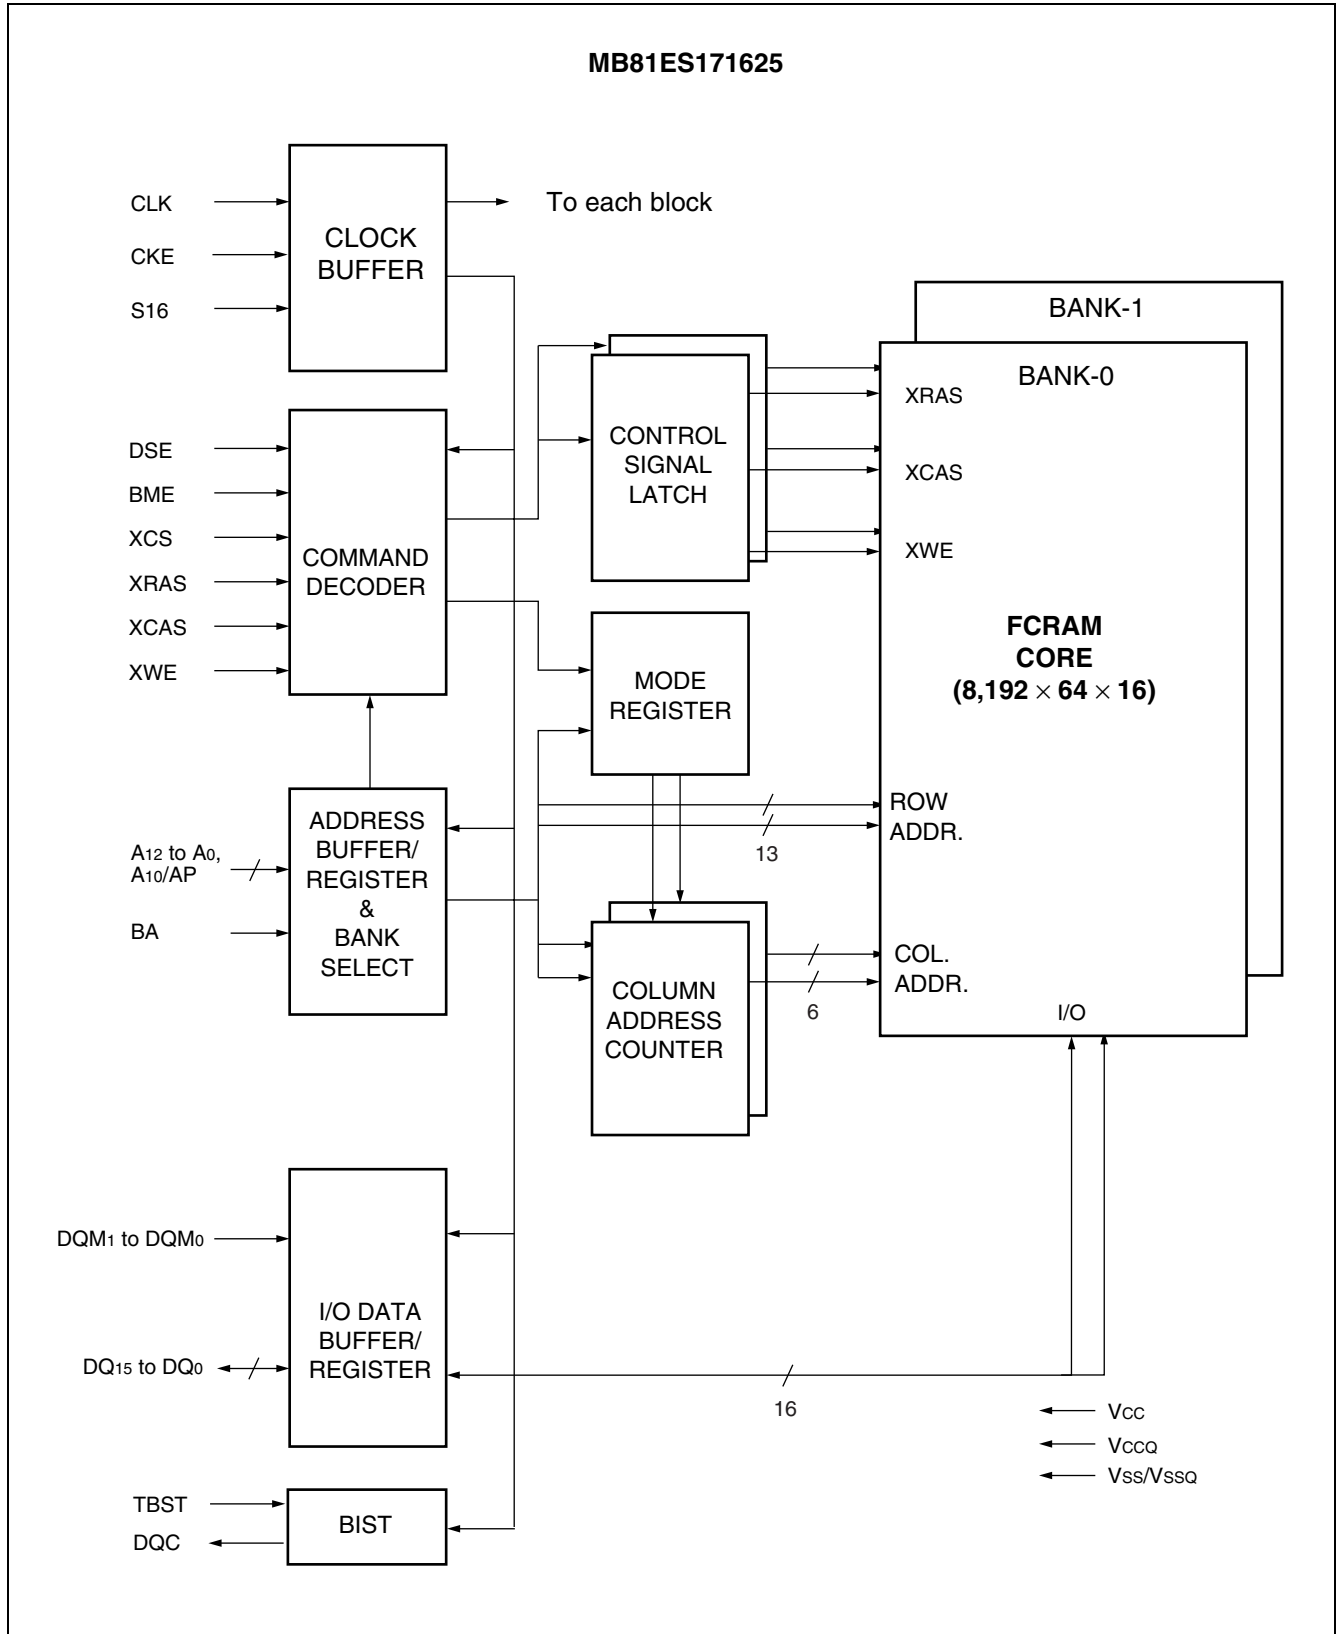 MB81ES171625
CLK
CKE
S16
CLOCK
BUFFER
To each block
DSE
BME
XCS
XRAS
XCAS
XWE
COMMAND
DECODER
CONTROL
SIGNAL
LATCH
BANK-1
BANK-0
XRAS
XCAS
XWE
FCRAM
CORE
(8,192 × 64 × 16)
MODE
REGISTER
A12 to A0,
A10/AP
BA
ADDRESS
BUFFER/
REGISTER
&
BANK
SELECT
13
ROW
ADDR.
COLUMN
ADDRESS
COUNTER
6
COL.
ADDR.
I/O
DQM1 to DQM0
DQ15 to DQ0
I/O DATA
BUFFER/
REGISTER
16
VCC
VCCQ
VSS/VSSQ
TBST
DQC
BIST